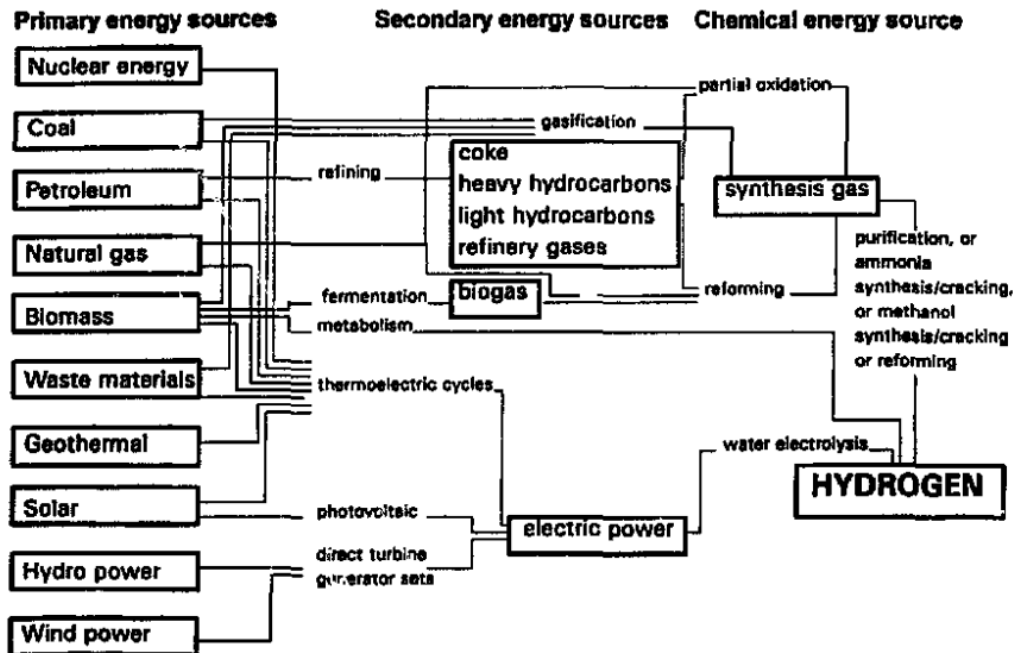 Primary energy sources
Secondary energy sources
Chemical energy source
Nuclear energy
Coal
Petroleum
Natural gas
Biomass
Waste materials
Geothermal
Solar
Hydro power
Wind power
partial oxidation
gasification
refining
coke
heavy hydrocarbons
light hydrocarbons
refinery gases
synthesis gas
fermentation
biogas
reforming
metabolism
purification, or
ammonia
synthesis/cracking,
or methanol
synthesis/cracking
or reforming
thermoelectric cycles
water electrolysis
HYDROGEN
photovoltaic
electric power
direct turbine
generator sets